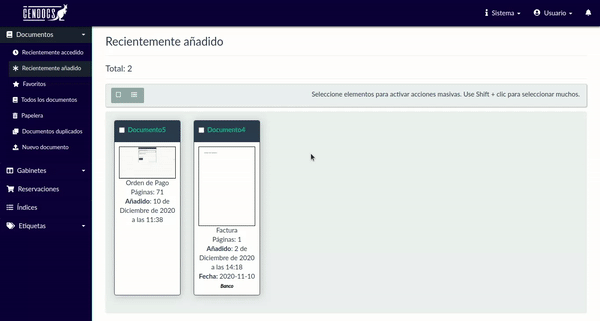 GENDOCS
Sistema
Usuario
Documentos
Recientemente accedido
Recientemente añadido
Favoritos
Todos los documentos
Papelera
Documentos duplicados
Nuevo documento
Gabinetes
Reservaciones
Índices
Etiquetas
Recientemente añadido
Total: 2
Seleccione elementos para activar acciones masivas. Use Shift + clic para seleccionar muchos.
Documento5
Orden de Pago
Páginas: 71
Añadido: 10 de
Diciembre de 2020
a las 11:38
Documento4
Factura
Páginas: 1
Añadido: 2 de
Diciembre de 2020
a las 14:18
Fecha: 2020-11-10
Banco